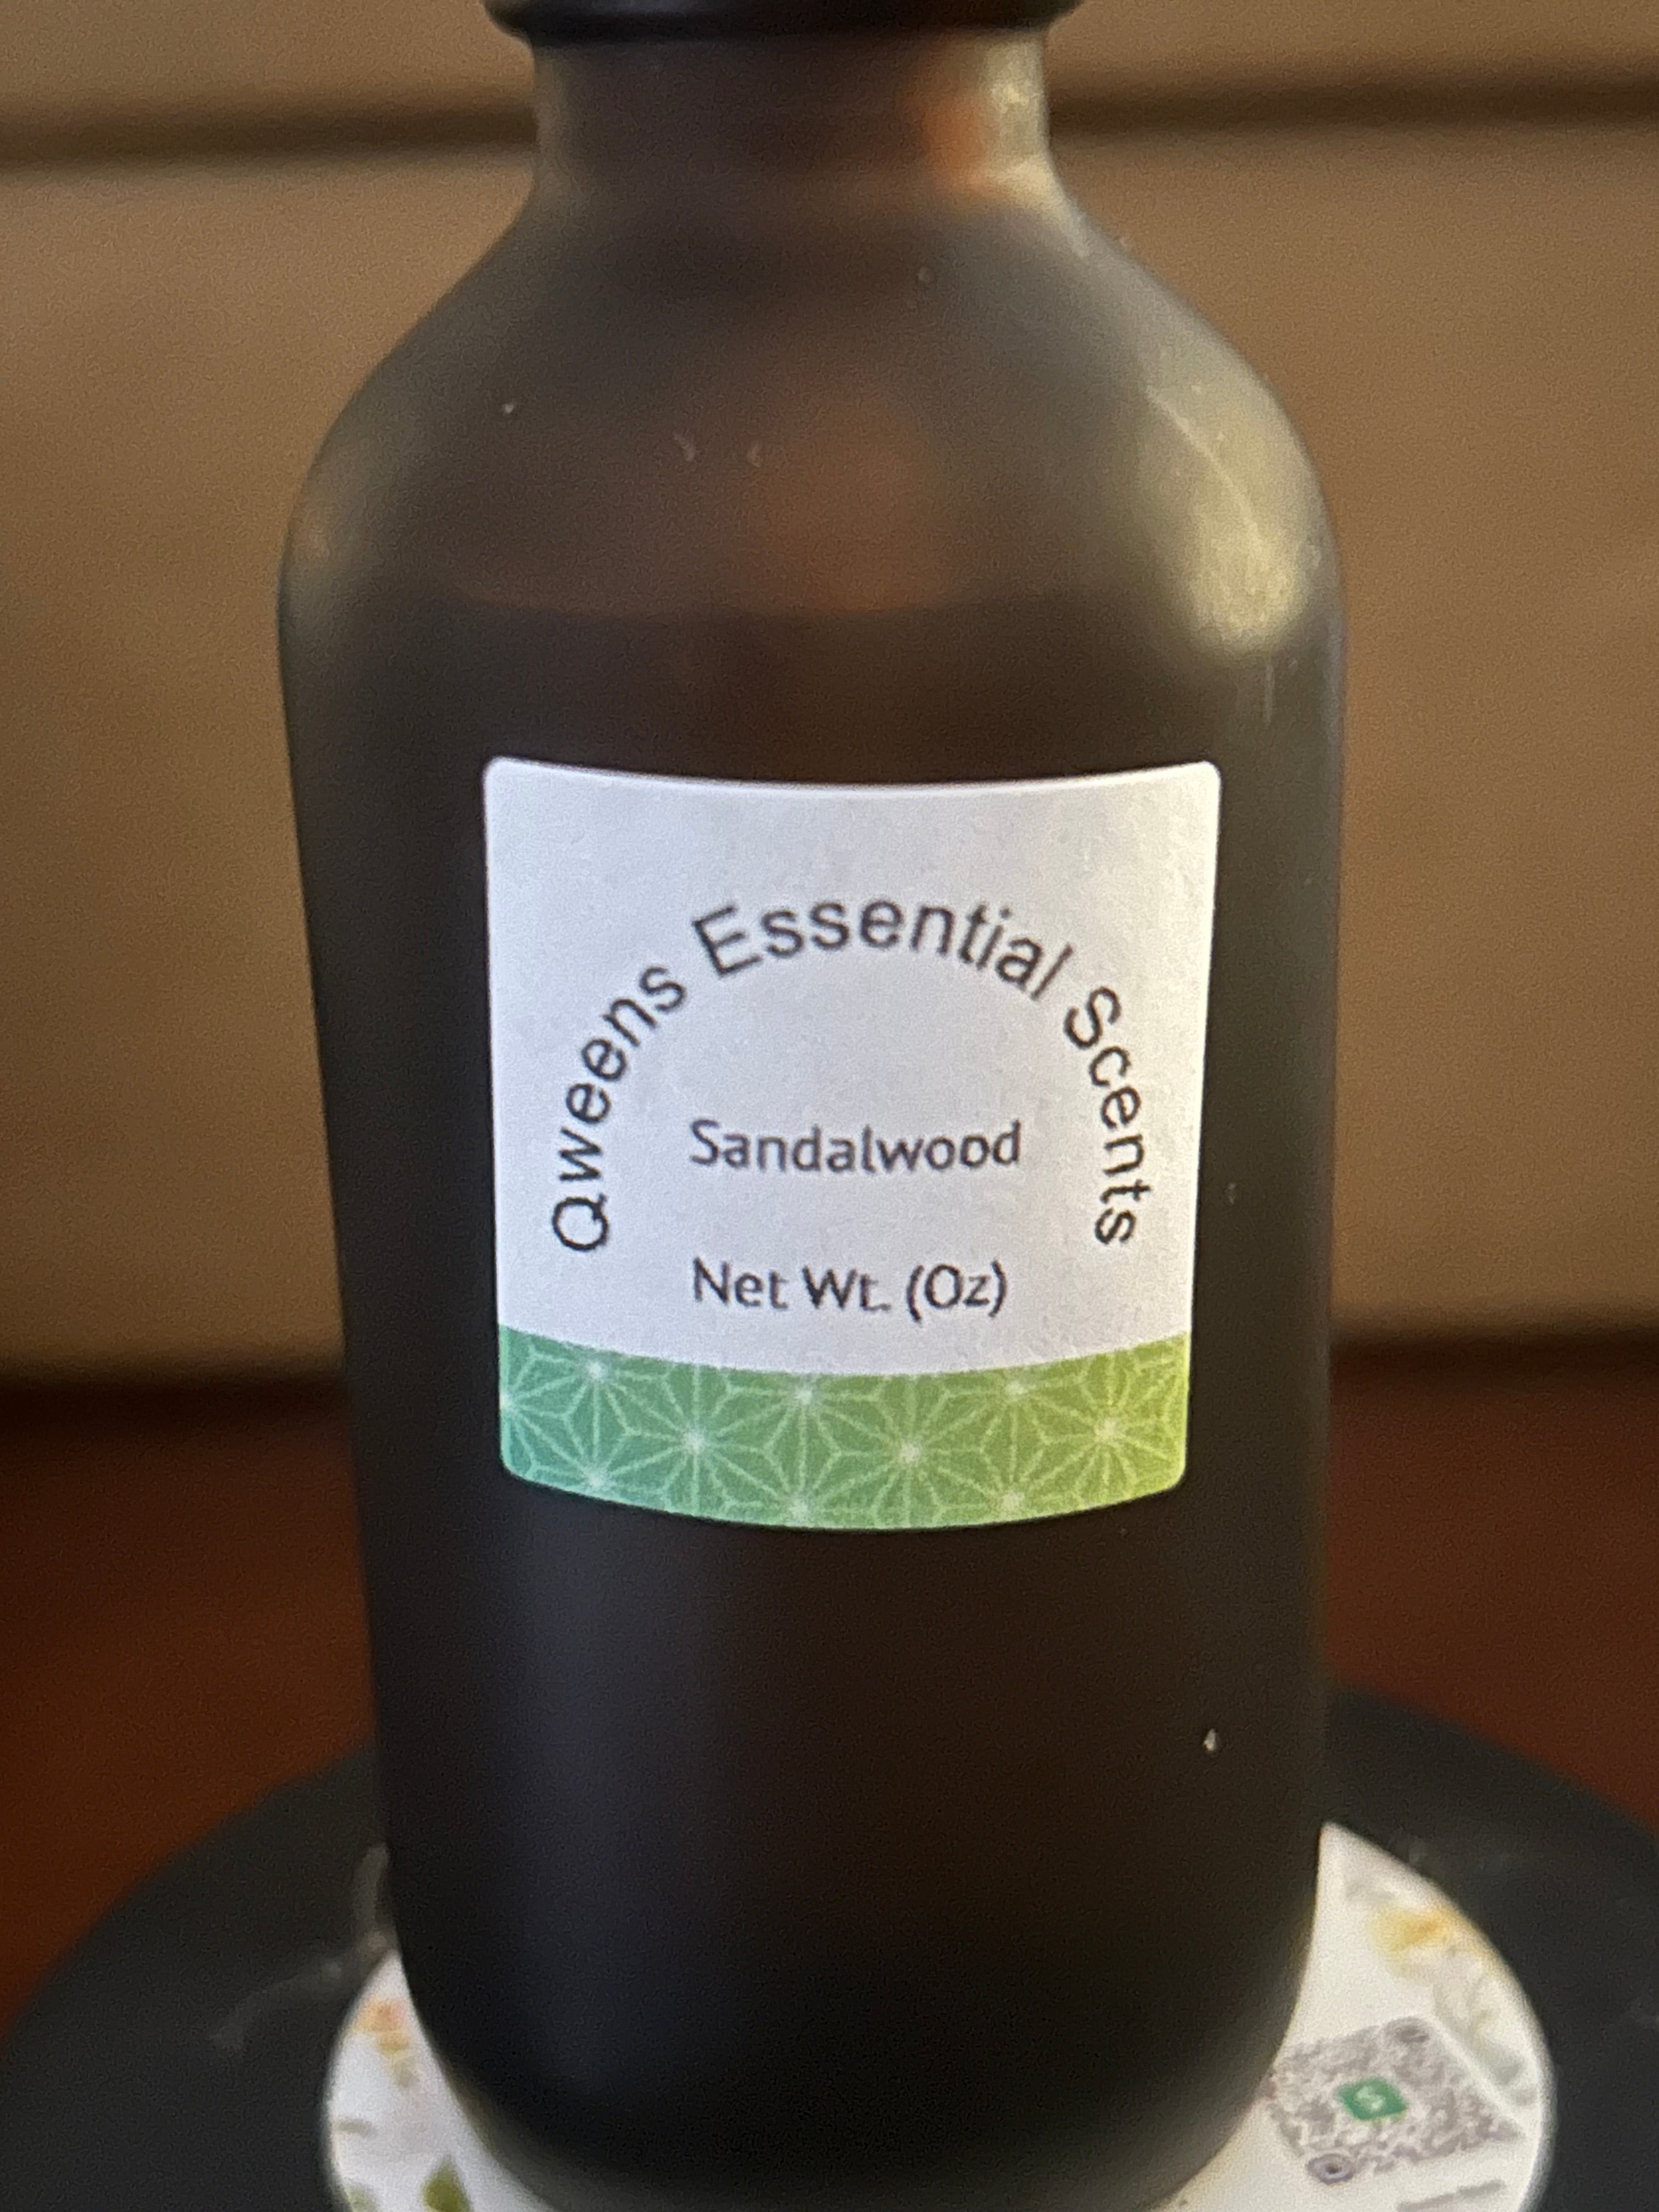 Qweens Essential Scents
Sandalwood
Net Wt. (Oz)